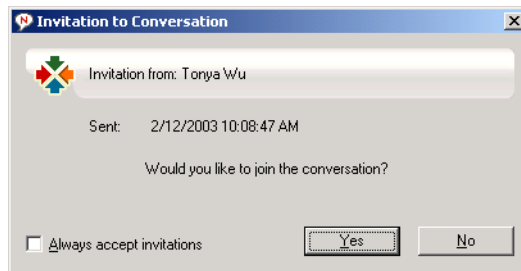 Invitation to Conversation
Invitation from: Tonya Wu
Sent: 2/12/2003 10:08:47 AM
Would you like to join the conversation?
Always accept invitations Yes No